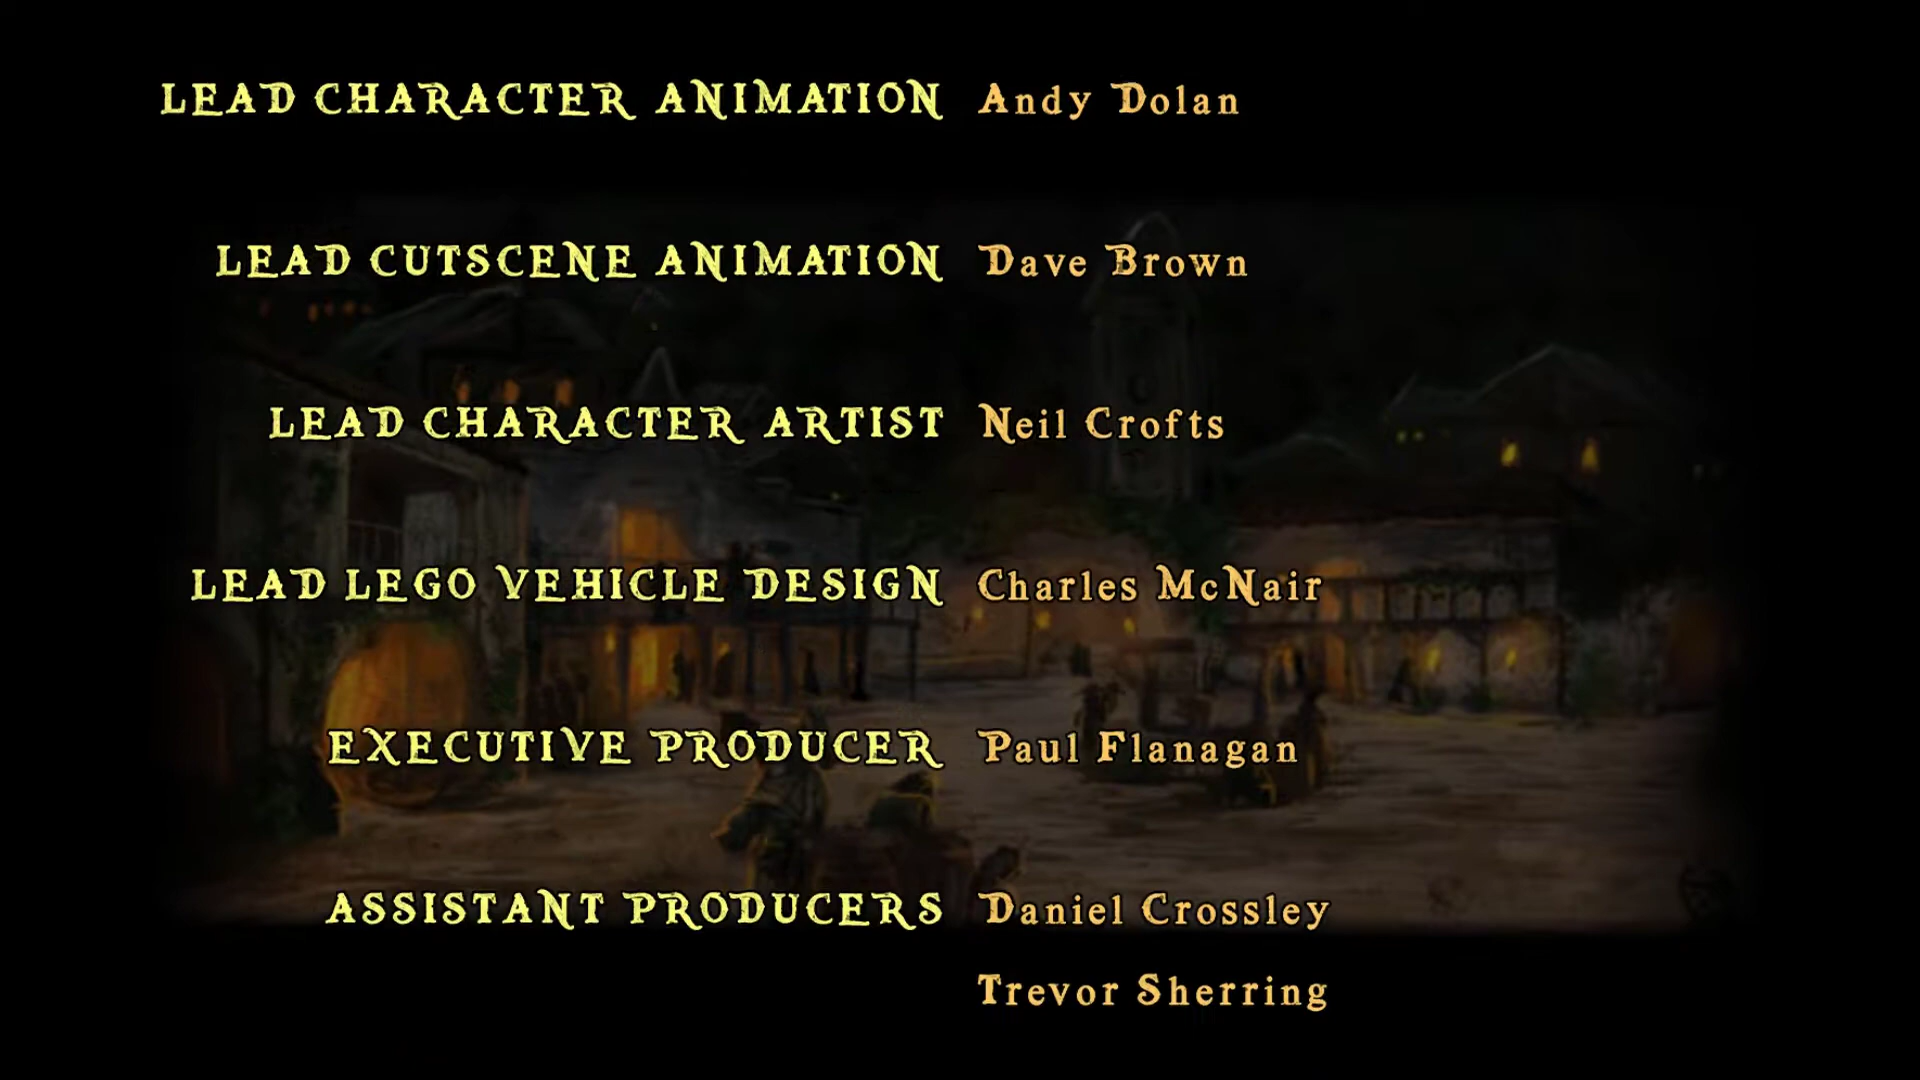 LEAD CHARACTER ANIMATION Andy Dolan
LEAD CUTSCENE ANIMATION Dave Brown
LEAD CHARACTER ARTIST Neil Crofts
LEAD LEGO VEHICLE DESIGN Charles McNair
EXECUTIVE PRODUCER Paul Flanagan
ASSISTANT PRODUCERS Daniel Crossley
Trevor Sherring